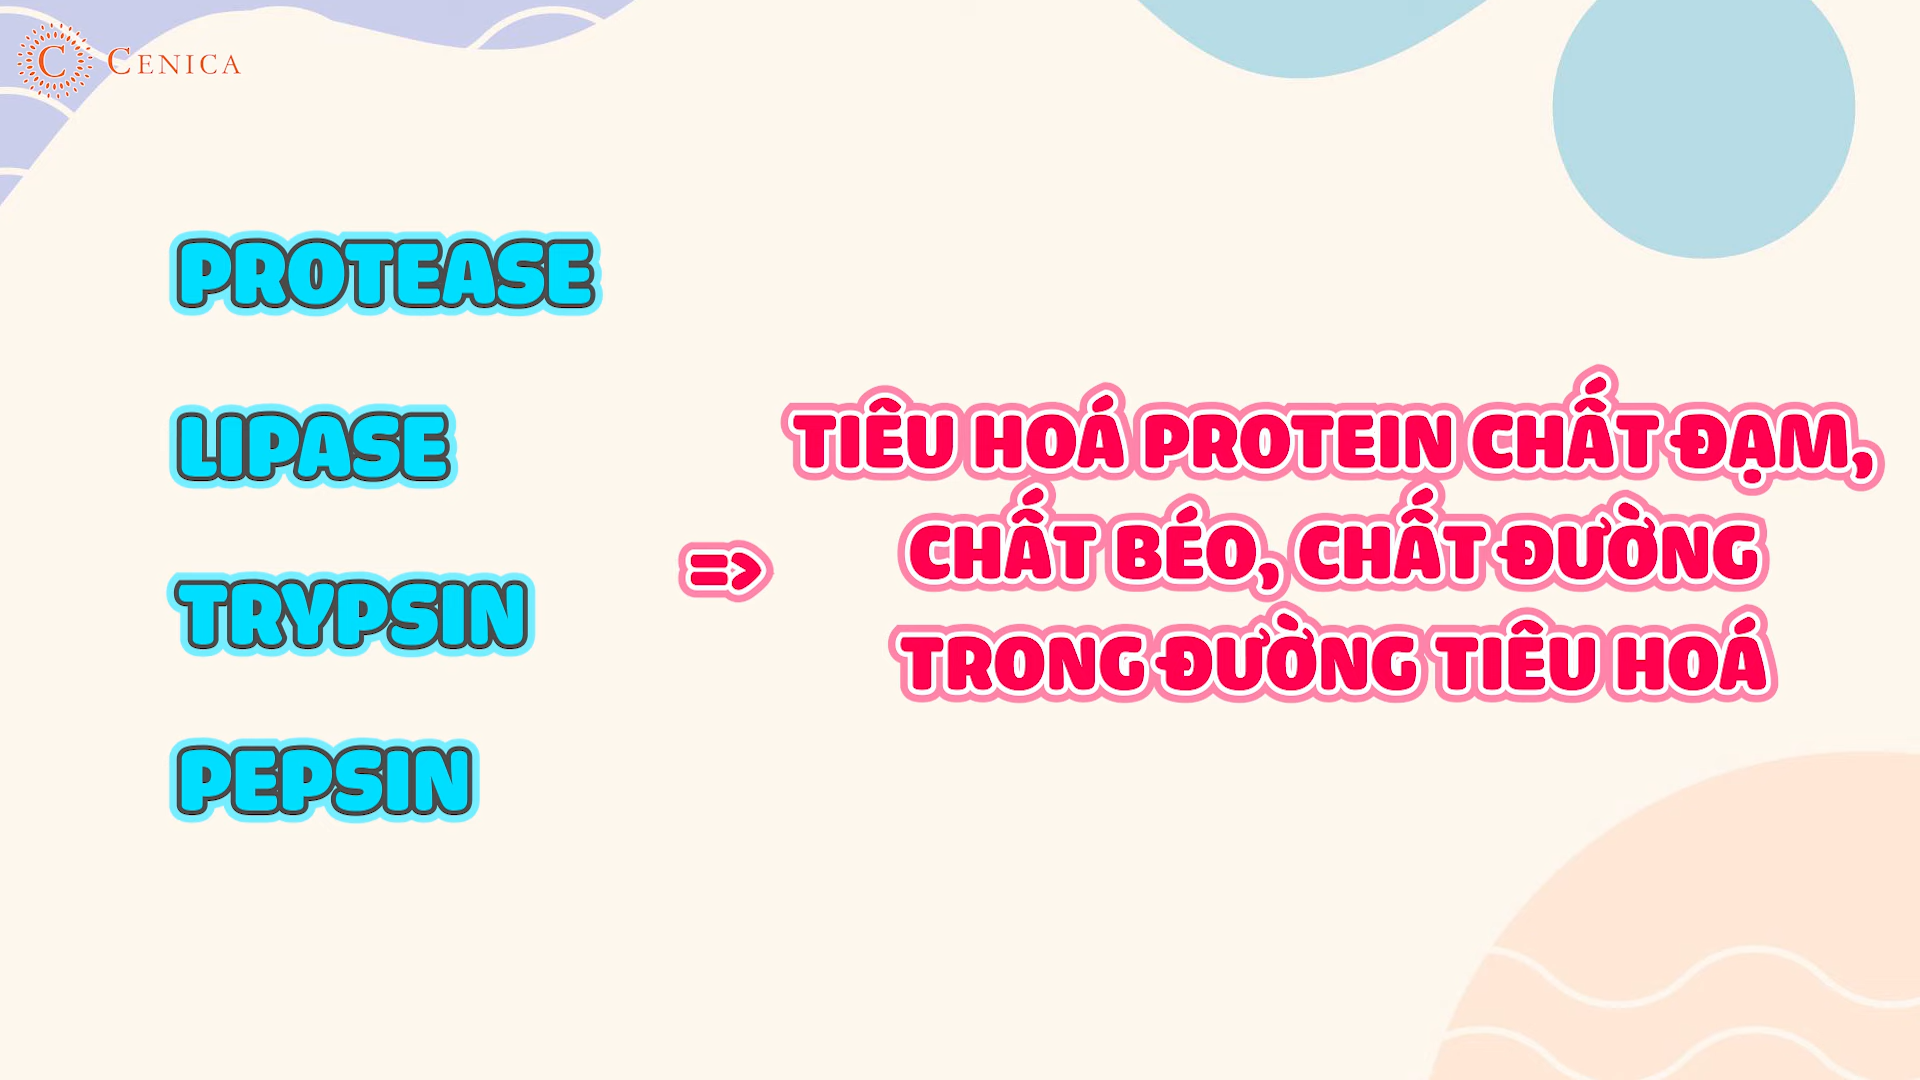 CENICA
PROTEASE
LIPASE
TRYPSIN
PEPSIN
=>
TIÊU HOÁ PROTEIN CHẤT ĐẠM,
CHẤT BÉO, CHẤT ĐƯỜNG
TRONG ĐƯỜNG TIÊU HOÁ